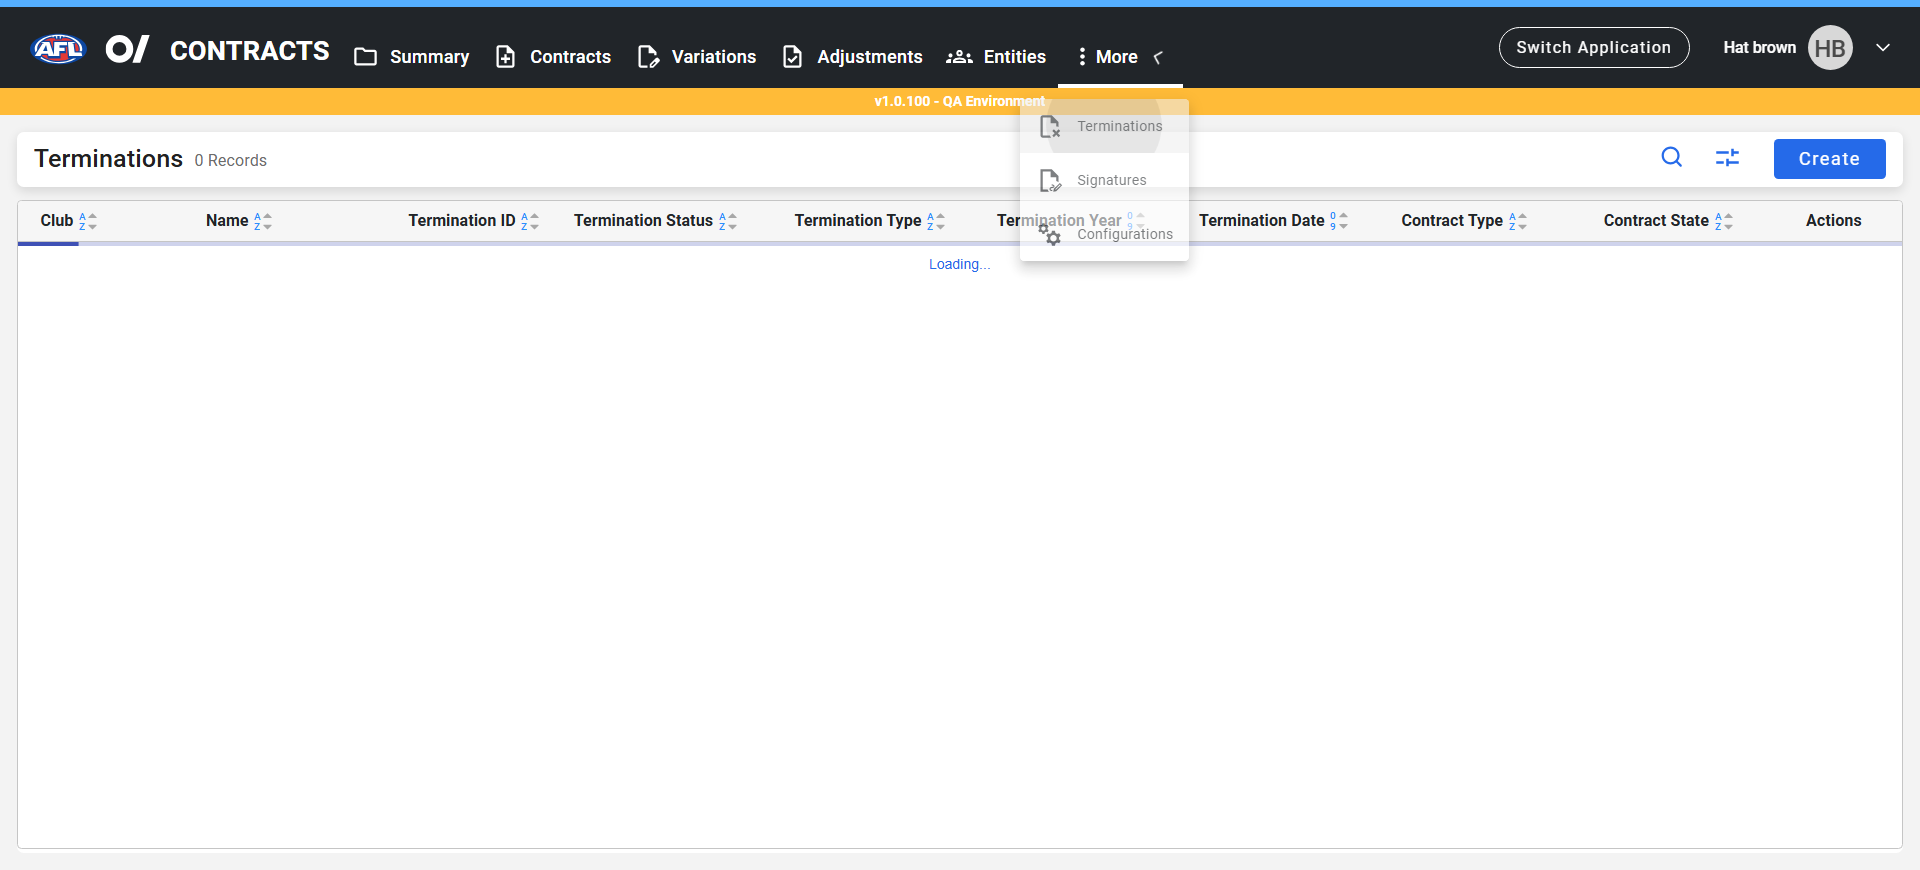 AFL O/ CONTRACTS Summary Contracts Variations Adjustments Entities More Switch Application Hat brown HB
v1.0.100 - QA Environment
Terminations 0 Records Create
Terminations
Signatures
Configurations
Club Name Termination ID Termination Status Termination Type Termination Year Termination Date Contract Type Contract State Actions
Loading...